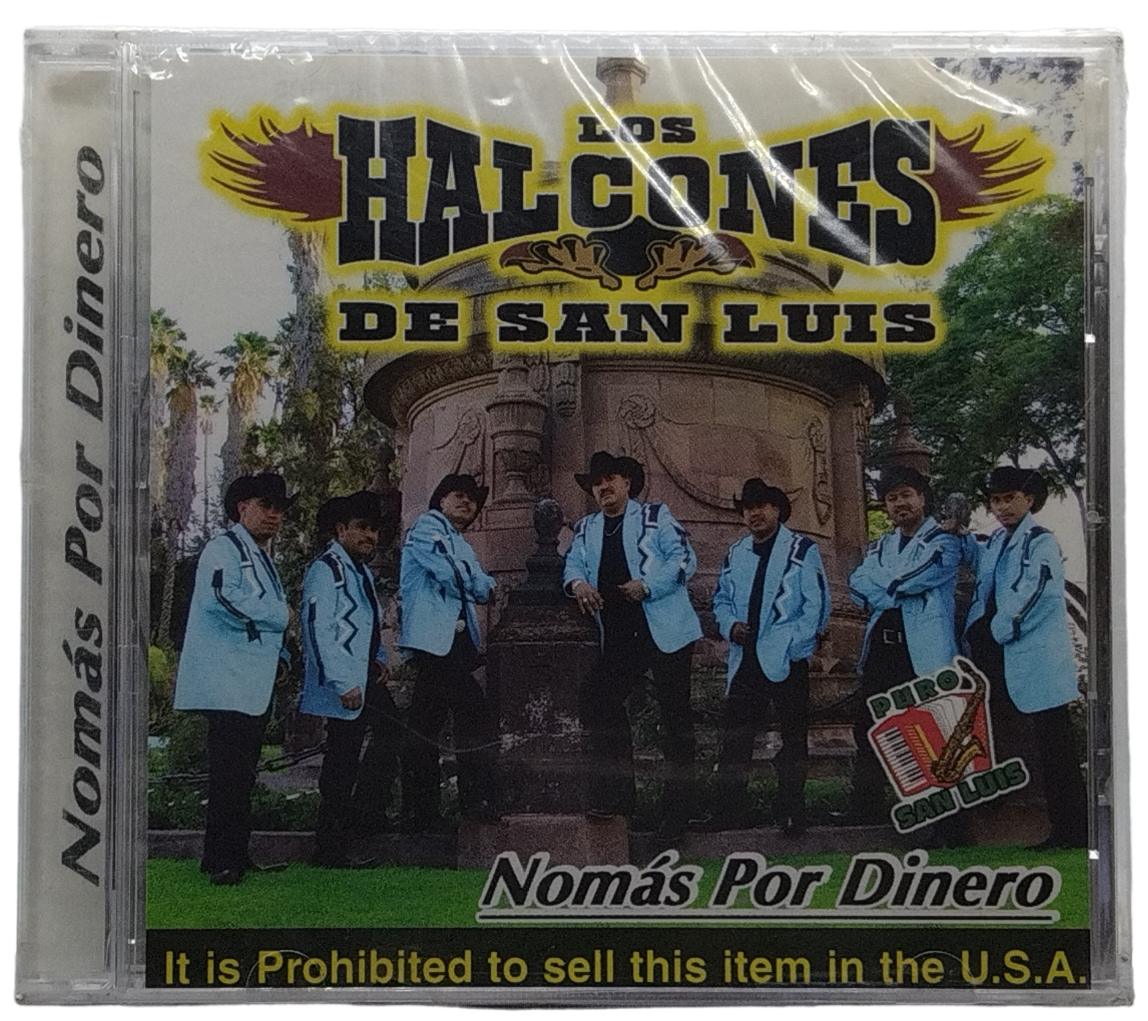 Nomás Por Dinero
LOS
HALCONES
DE SAN LUIS
PURO
SAN LUIS
Nomás Por Dinero
It is Prohibited to sell this item in the U.S.A.